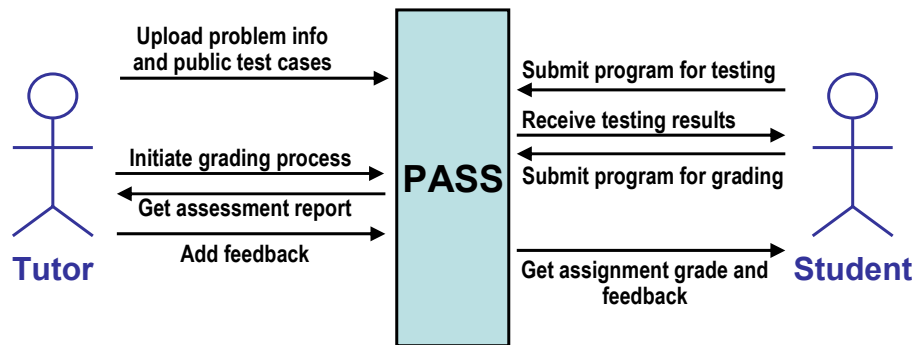 Upload problem info
and public test cases
Submit program for testing
Receive testing results
Initiate grading process
PASS
Submit program for grading
Get assessment report
Add feedback
Tutor
Get assignment grade and
feedback
Student